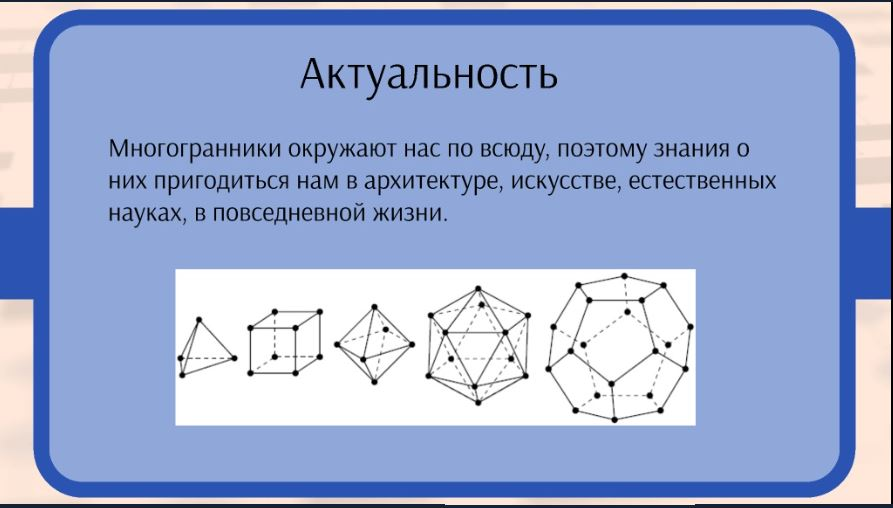 Актуальность
Многогранники окружают нас по всюду, поэтому знания о
них пригодиться нам в архитектуре, искусстве, естественных
науках, в повседневной жизни.